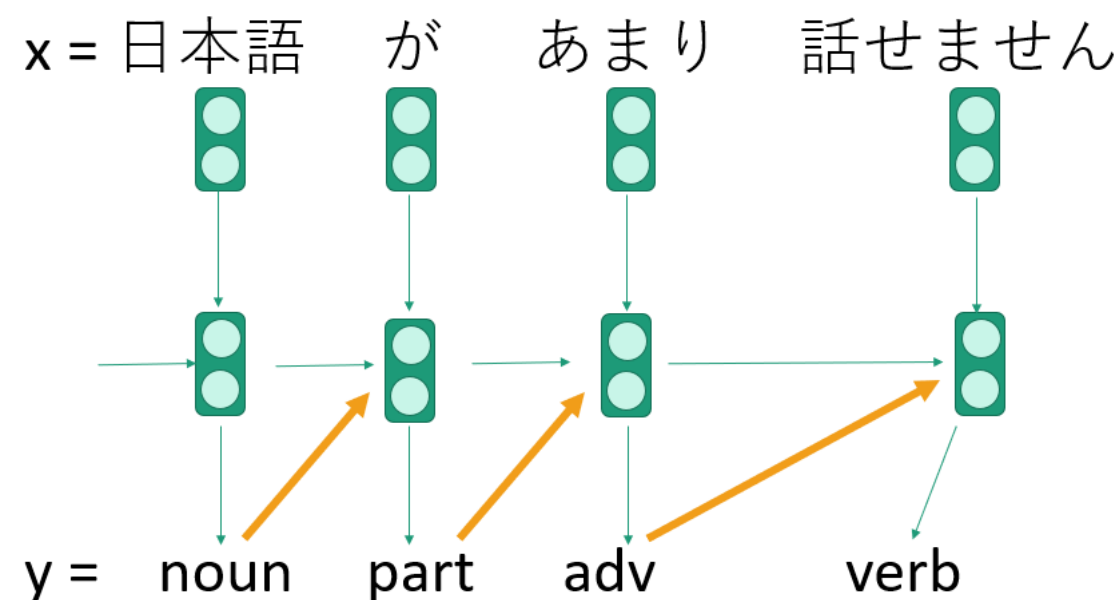 x = 日本語 が あまり 話せません
y = noun part adv verb